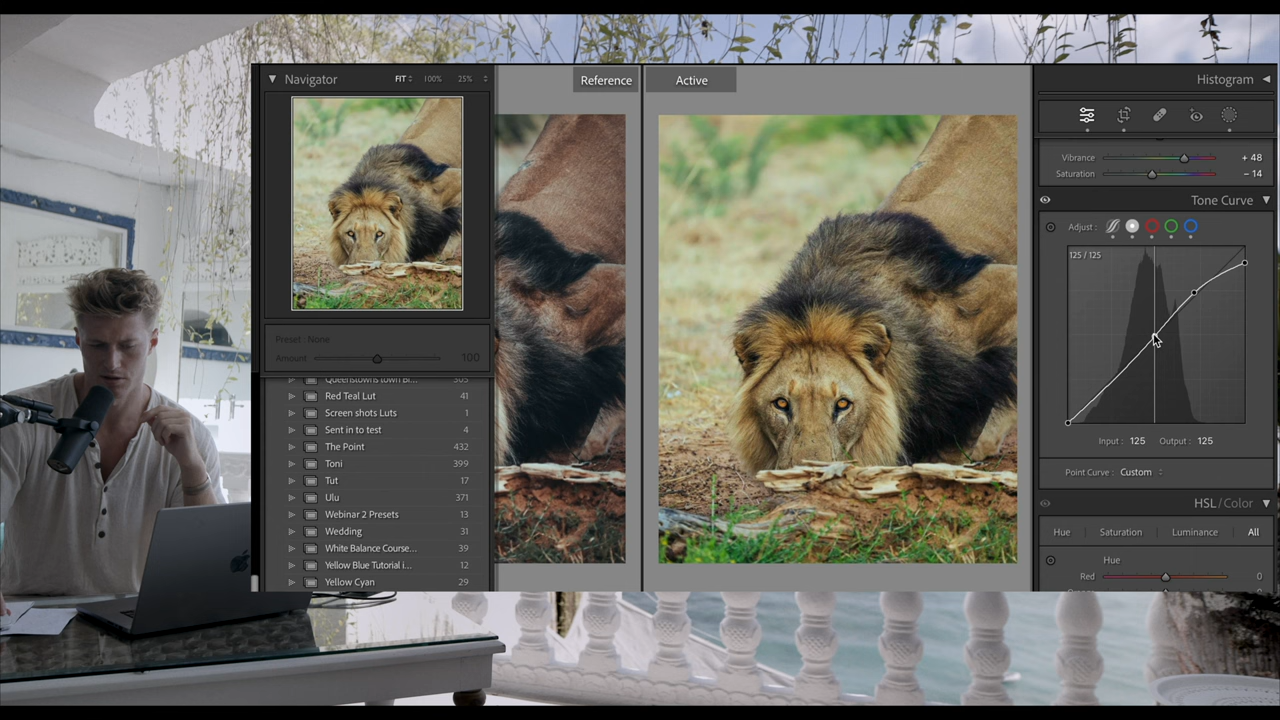 Navigator
FIT 100% 25%
Reference
Active
Histogram
Vibrance + 48
Saturation − 14
Tone Curve
Adjust :
125 / 125
Input : 125 Output : 125
Point Curve : Custom
HSL / Color
Hue Saturation Luminance All
Hue
Red 0
Preset : None
Amount 100
Red Teal Lut 41
Screen shots Luts 1
Sent in to test 4
The Point 432
Toni 399
Tut 17
Ulu 371
Webinar 2 Presets 13
Wedding 31
White Balance Course... 39
Yellow Blue Tutorial i... 12
Yellow Cyan 29